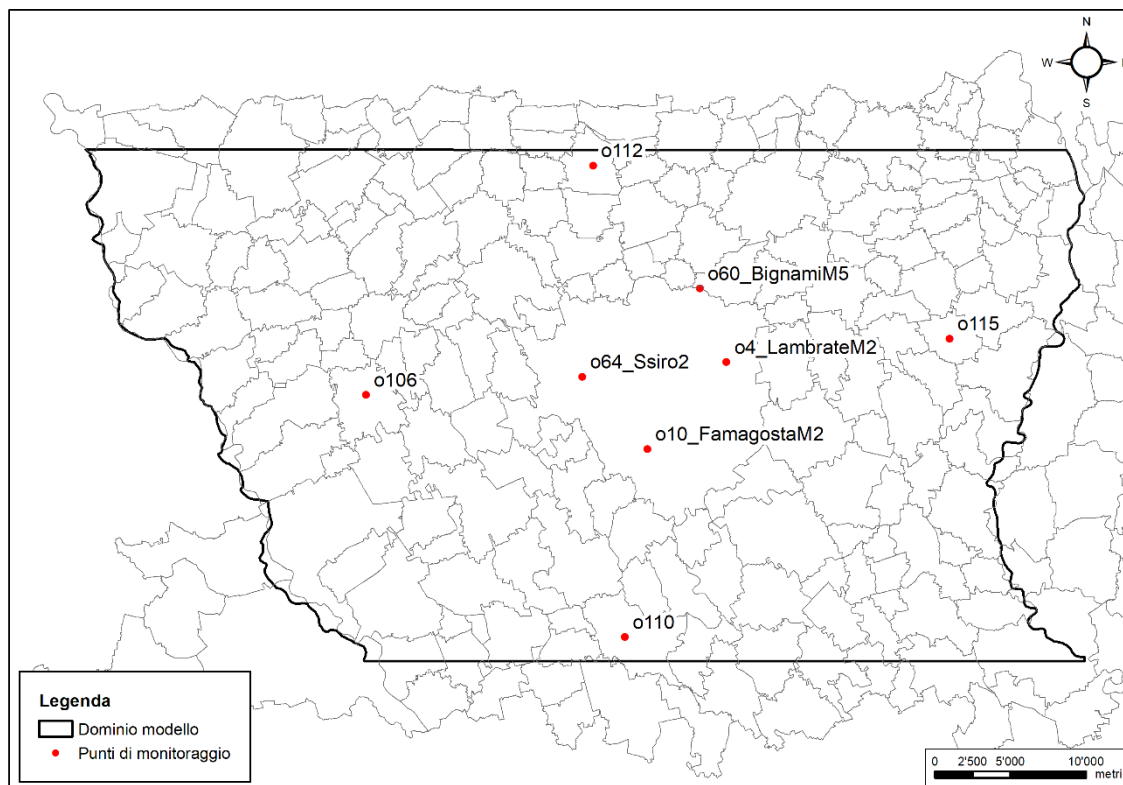 N
W
S
o112
o60_BignamiM5
o115
o4_LambrateM2
o64_Ssiro2
o106
o10_FamagostaM2
o110
Legenda
Dominio modello
Punti di monitoraggio
0 2'500 5'000 10'000
metri